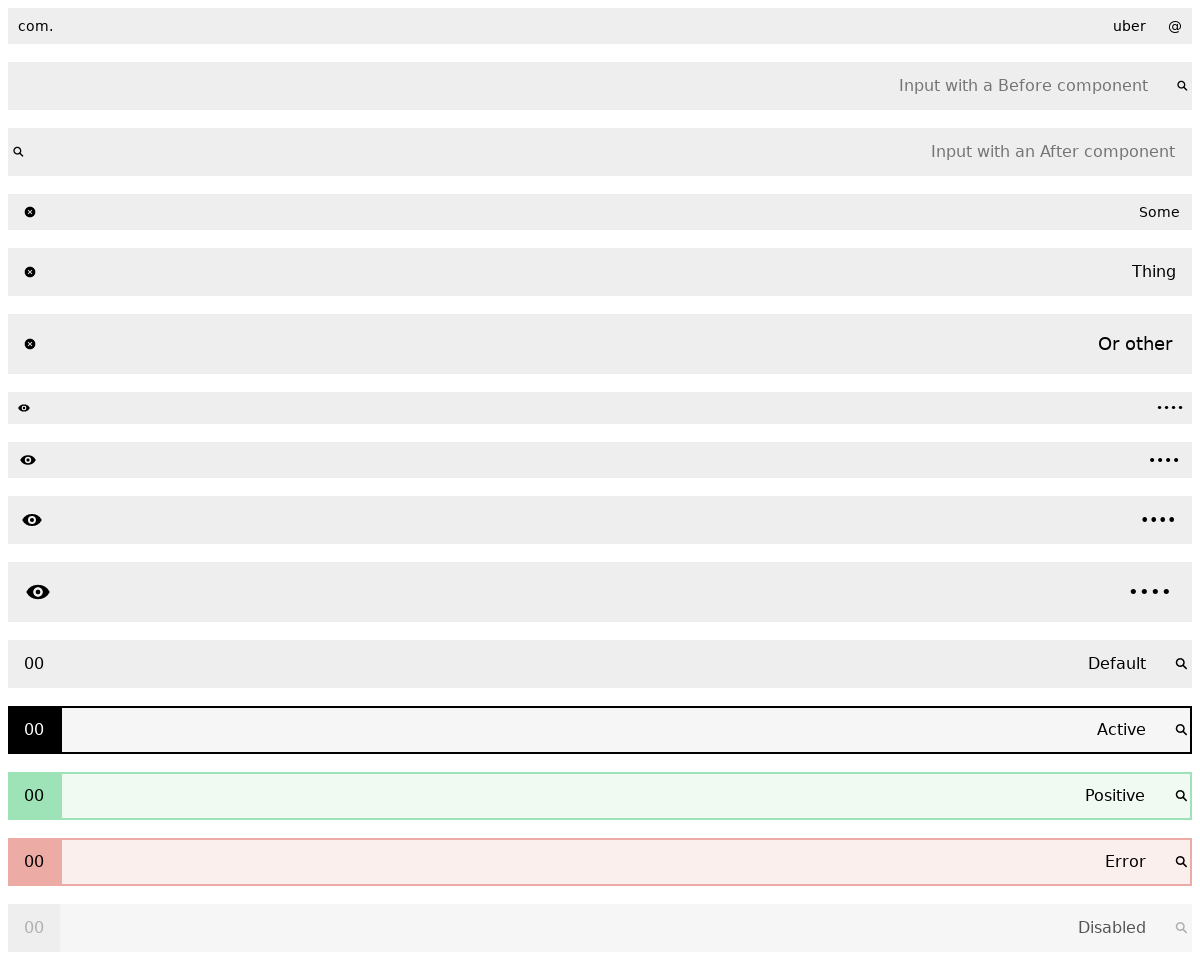 com. uber @
Input with a Before component
Input with an After component
Some
Thing
Or other
••••
••••
••••
••••
00 Default
00 Active
00 Positive
00 Error
00 Disabled